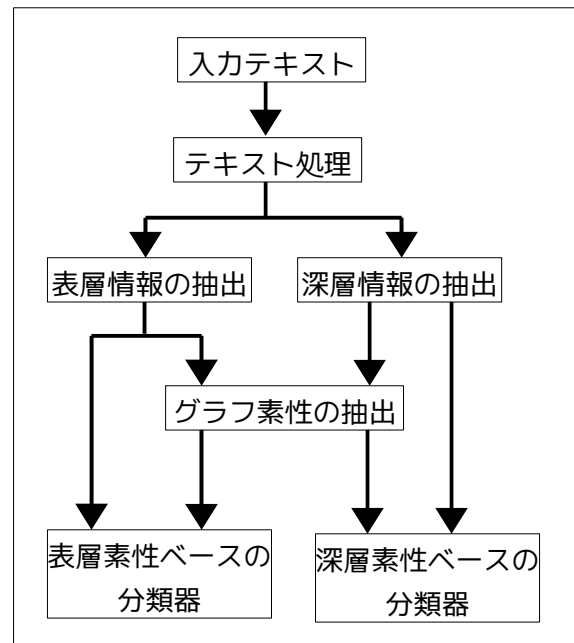 入力テキスト
テキスト処理
表層情報の抽出
深層情報の抽出
グラフ素性の抽出
表層素性ベースの
分類器
深層素性ベースの
分類器